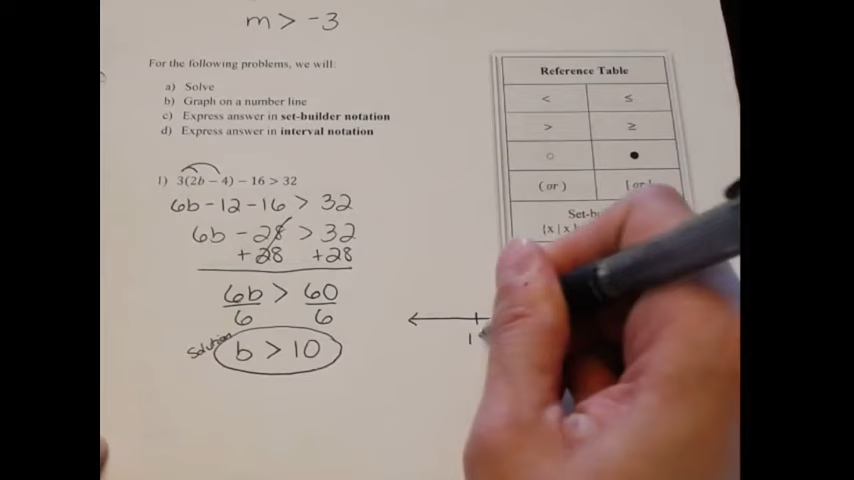 m > -3
For the following problems, we will:
a) Solve
b) Graph on a number line
c) Express answer in set-builder notation
d) Express answer in interval notation
Reference Table
< ≤
> ≥
○ ●
( or ) [ or ]
{x | x
1) 3(2b - 4) - 16 > 32
6b - 12 - 16 > 32
6b - 28 > 32
+28 +28
6b > 60
6 6
Solution b > 10
1